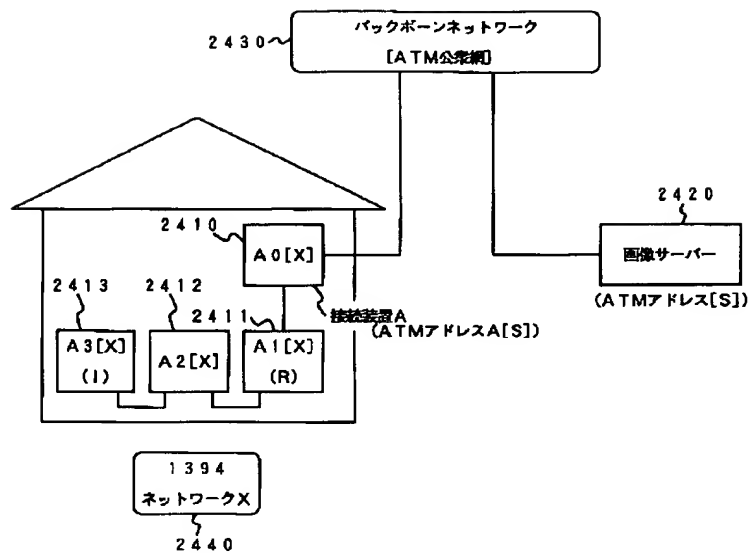 2430
バックボーンネットワーク
[ATM公衆網]
2420
2410
A0[X]
画像サーバー
(ATMアドレス[S])
2413
2412
2411
接続装置A
(ATMアドレスA[S])
A3[X]
(I)
A2[X]
A1[X]
(R)
1394
ネットワークX
2440